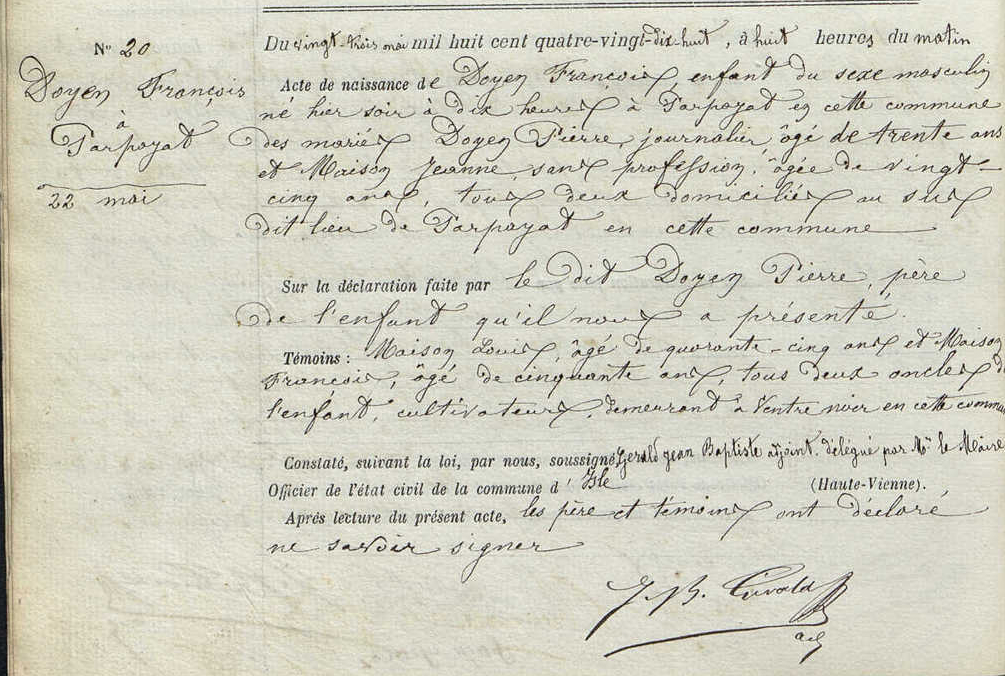 N° 20
Doyen François
à
Parpayat
22 mai
Du vingt-trois mai mil huit cent quatre-vingt-dix-huit, à huit heures du matin
Acte de naissance de Doyen François, enfant du sexe masculin
né hier soir à dix heures à Parpayat en cette commune
des mariés Doyen Pierre, journalier, âgé de trente ans
et Maison Jeanne, sans profession, âgée de vingt-
cinq ans, tous deux domiciliés au sus
dit lieu de Parpayat en cette commune
Sur la déclaration faite par le dit Doyen Pierre, père
de l'enfant qu'il nous a présenté.
Témoins : Maison Louis, âgé de quarante-cinq ans et Maison
François, âgé de cinquante ans, tous deux oncles de
l'enfant, cultivateurs, demeurant à Ventre noir en cette commu
Constaté, suivant la loi, par nous, soussigné, Gerald Jean Baptiste adjoint délégué par Mr le Maire
Officier de l'état civil de la commune d'Isle (Haute-Vienne).
Après lecture du présent acte, les père et témoins ont déclaré
ne savoir signer
J. B. Gerald
adj